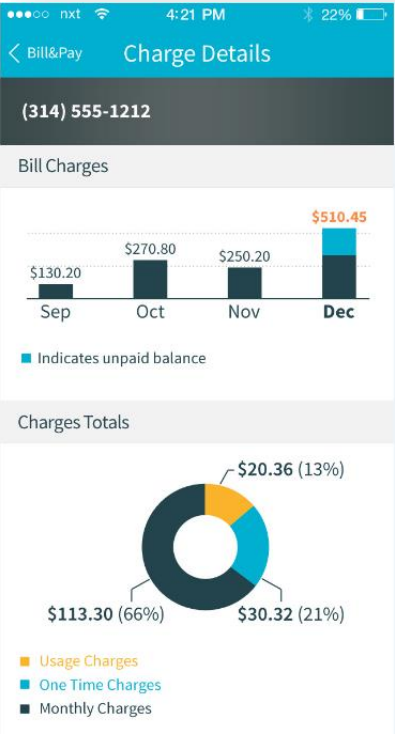 nxt 4:21 PM 22%
Bill&Pay Charge Details
(314) 555-1212
Bill Charges
$510.45
$270.80
$250.20
$130.20
Sep Oct Nov Dec
Indicates unpaid balance
Charges Totals
$20.36 (13%)
$113.30 (66%) $30.32 (21%)
Usage Charges
One Time Charges
Monthly Charges